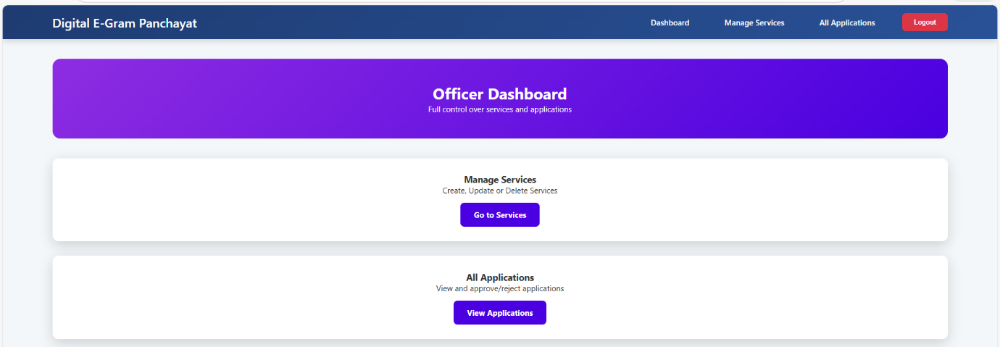 Digital E-Gram Panchayat
Dashboard
Manage Services
All Applications
Logout
Officer Dashboard
Full control over services and applications
Manage Services
Create, Update or Delete Services
Go to Services
All Applications
View and approve/reject applications
View Applications